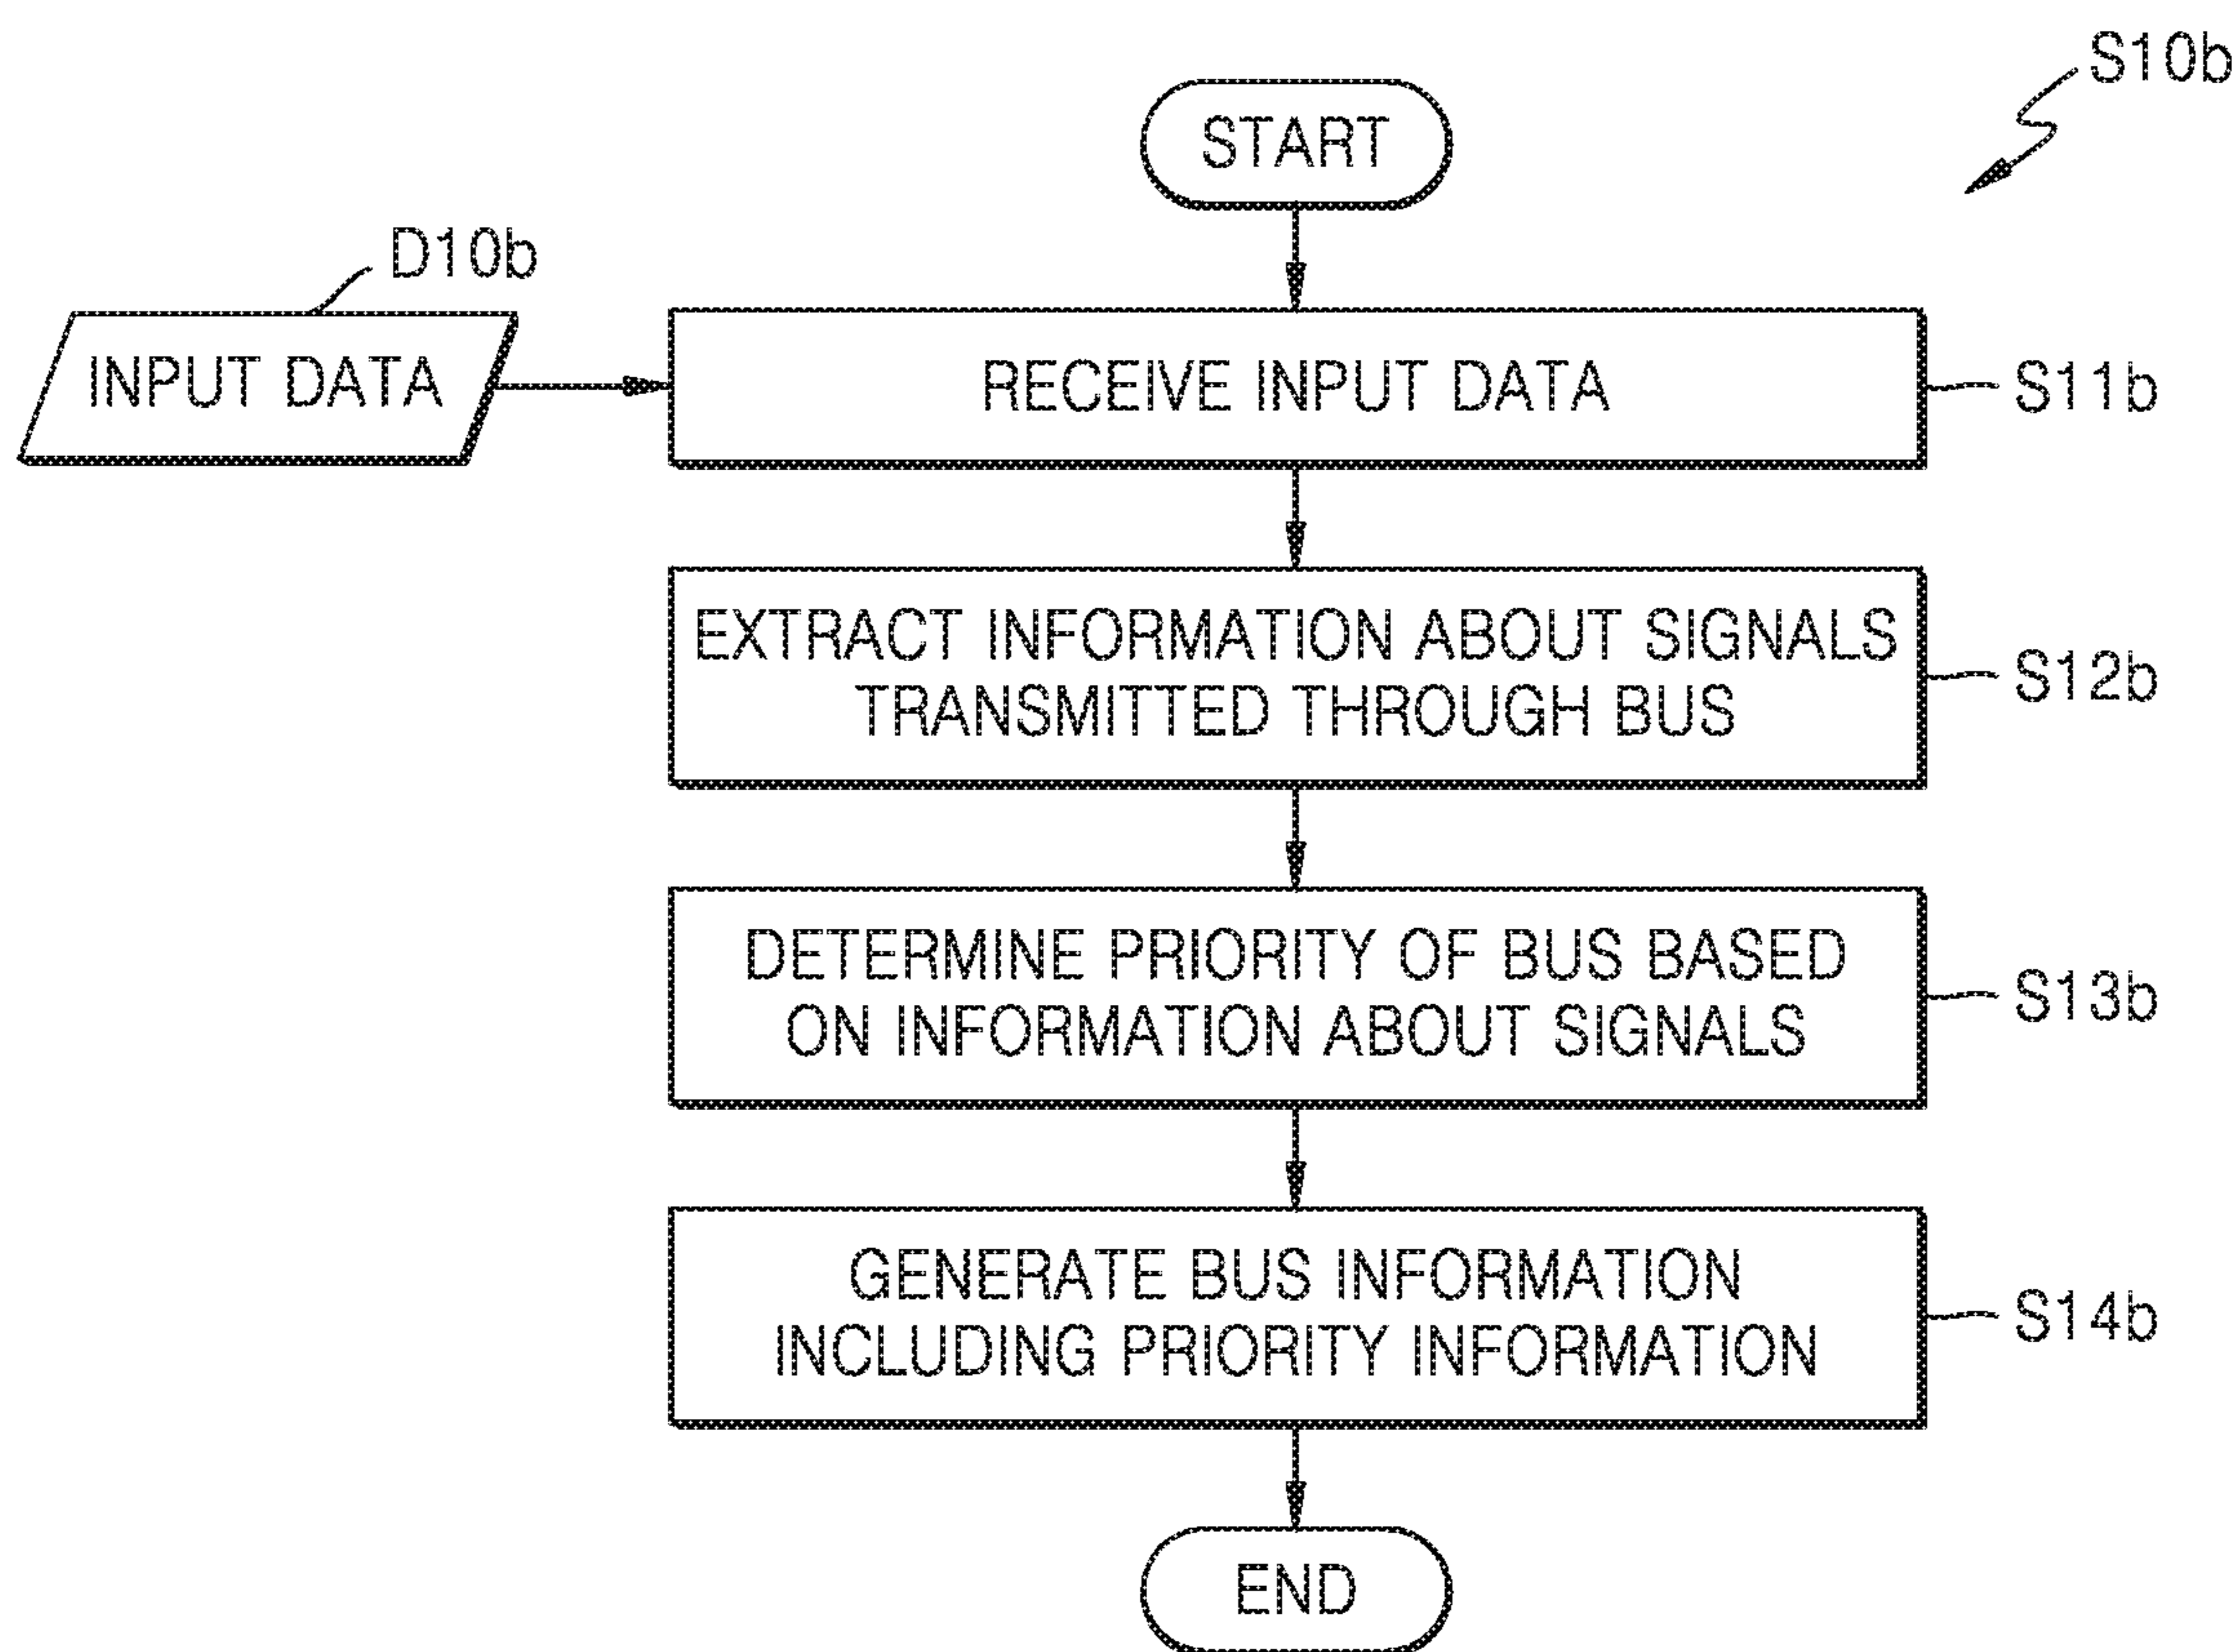 S10b
START
D10b
INPUT DATA
RECEIVE INPUT DATA
S11b
EXTRACT INFORMATION ABOUT SIGNALS
TRANSMITTED THROUGH BUS
S12b
DETERMINE PRIORITY OF BUS BASED
ON INFORMATION ABOUT SIGNALS
S13b
GENERATE BUS INFORMATION
INCLUDING PRIORITY INFORMATION
S14b
END